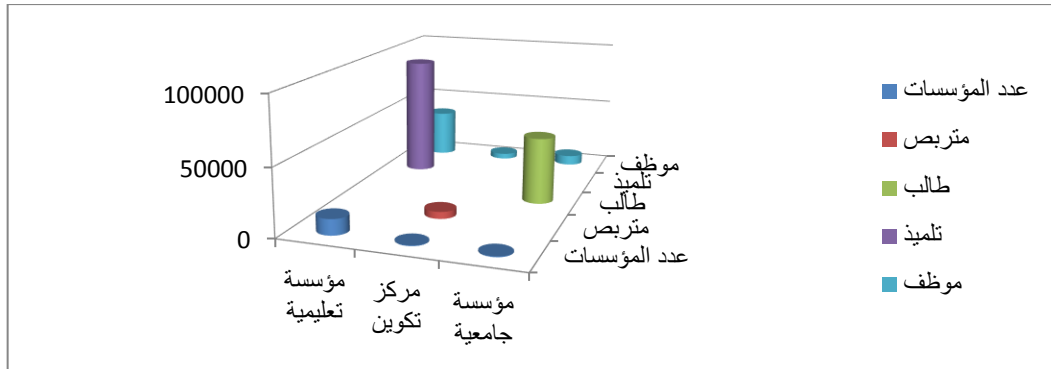 100000
50000
0
مؤسسة
تعليمية
مركز
تكوين
مؤسسة
جامعية
موظف
تلميذ
طالب
متربص
عدد المؤسسات
عدد المؤسسات
متربص
طالب
تلميذ
موظف